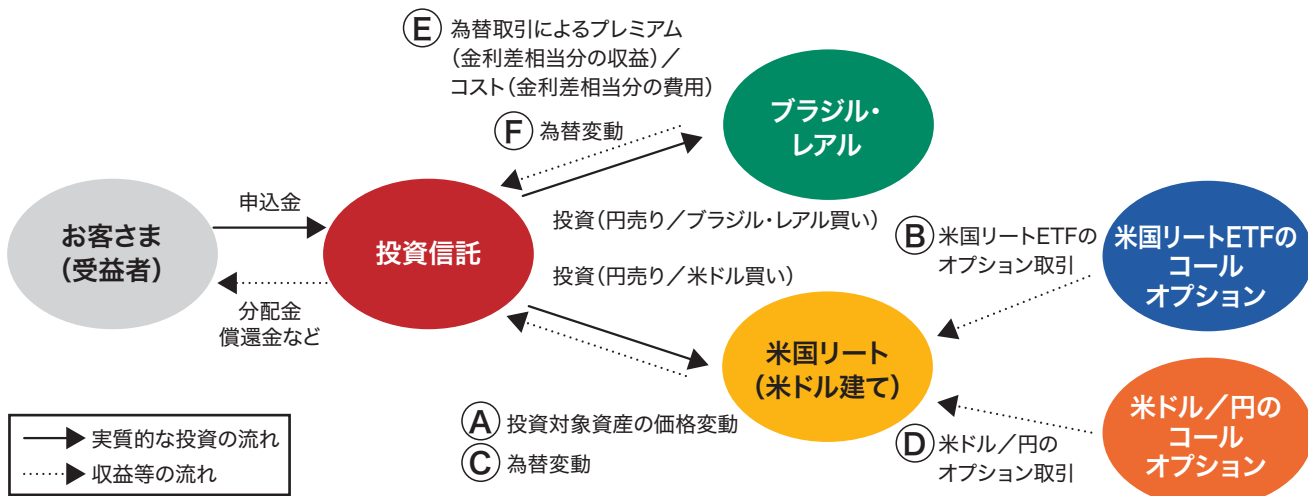 Ⓔ 為替取引によるプレミアム
(金利差相当分の収益)/
コスト(金利差相当分の費用)
Ⓕ 為替変動
ブラジル・
レアル
お客さま
(受益者)
申込金
分配金
償還金など
投資信託
投資(円売り/ブラジル・レアル買い)
投資(円売り/米ドル買い)
Ⓑ 米国リートETFの
オプション取引
米国リートETFの
コール
オプション
米国リート
(米ドル建て)
Ⓐ 投資対象資産の価格変動
Ⓒ 為替変動
Ⓓ 米ドル/円の
オプション取引
米ドル/円の
コール
オプション
実質的な投資の流れ
収益等の流れ